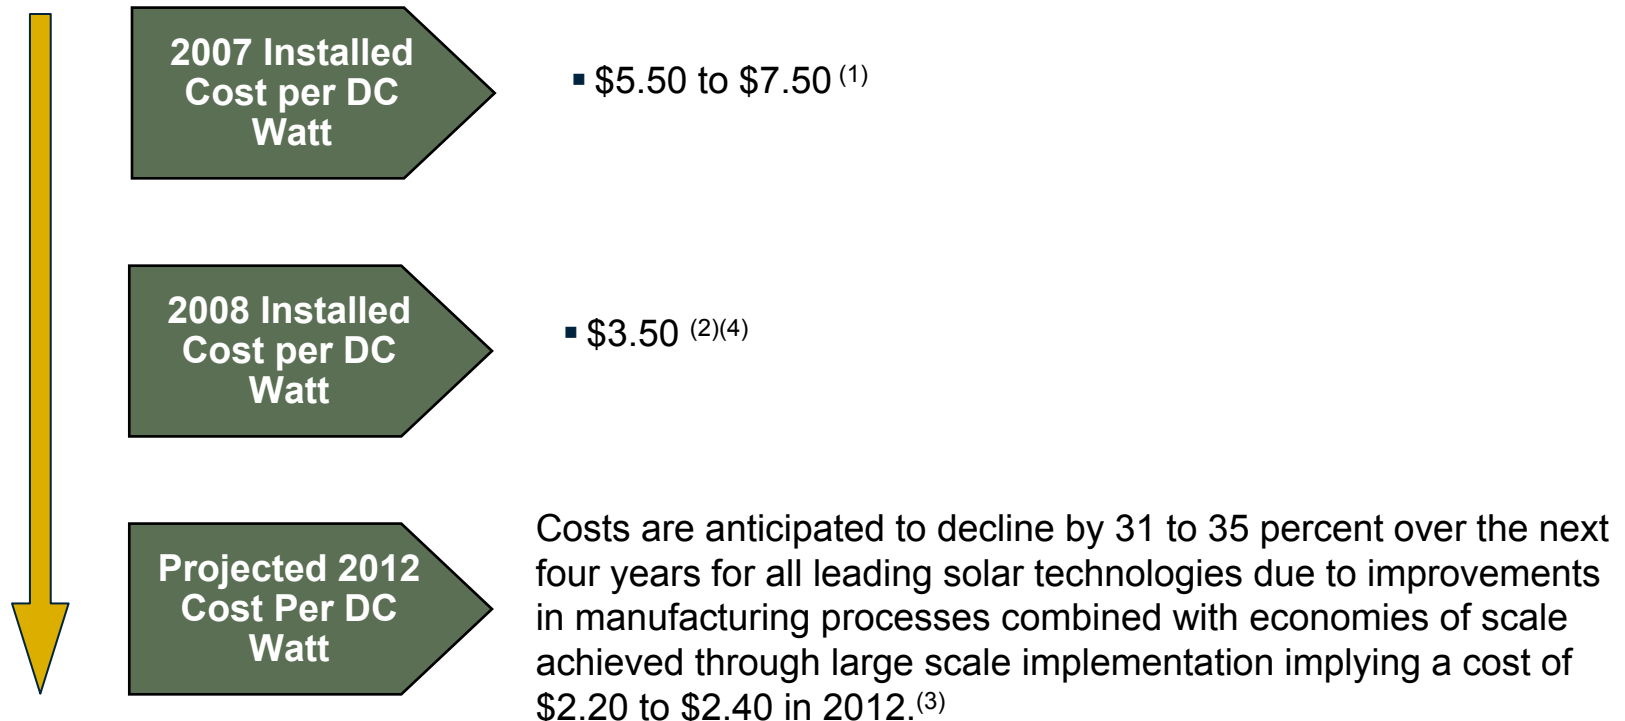 2007 Installed
Cost per DC
Watt
▪ $5.50 to $7.50 (1)
2008 Installed
Cost per DC
Watt
▪ $3.50 (2)(4)
Projected 2012
Cost Per DC
Watt
Costs are anticipated to decline by 31 to 35 percent over the next
four years for all leading solar technologies due to improvements
in manufacturing processes combined with economies of scale
achieved through large scale implementation implying a cost of
$2.20 to $2.40 in 2012.(3)